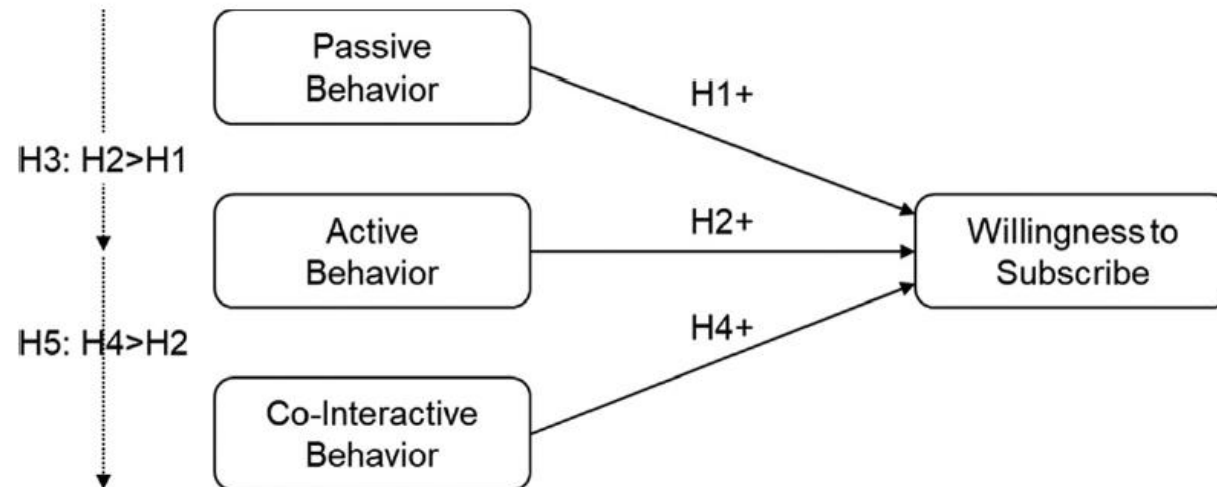 Passive
Behavior
H1+
H3: H2>H1
Active
Behavior
H2+
Willingness to
Subscribe
H5: H4>H2
H4+
Co-Interactive
Behavior